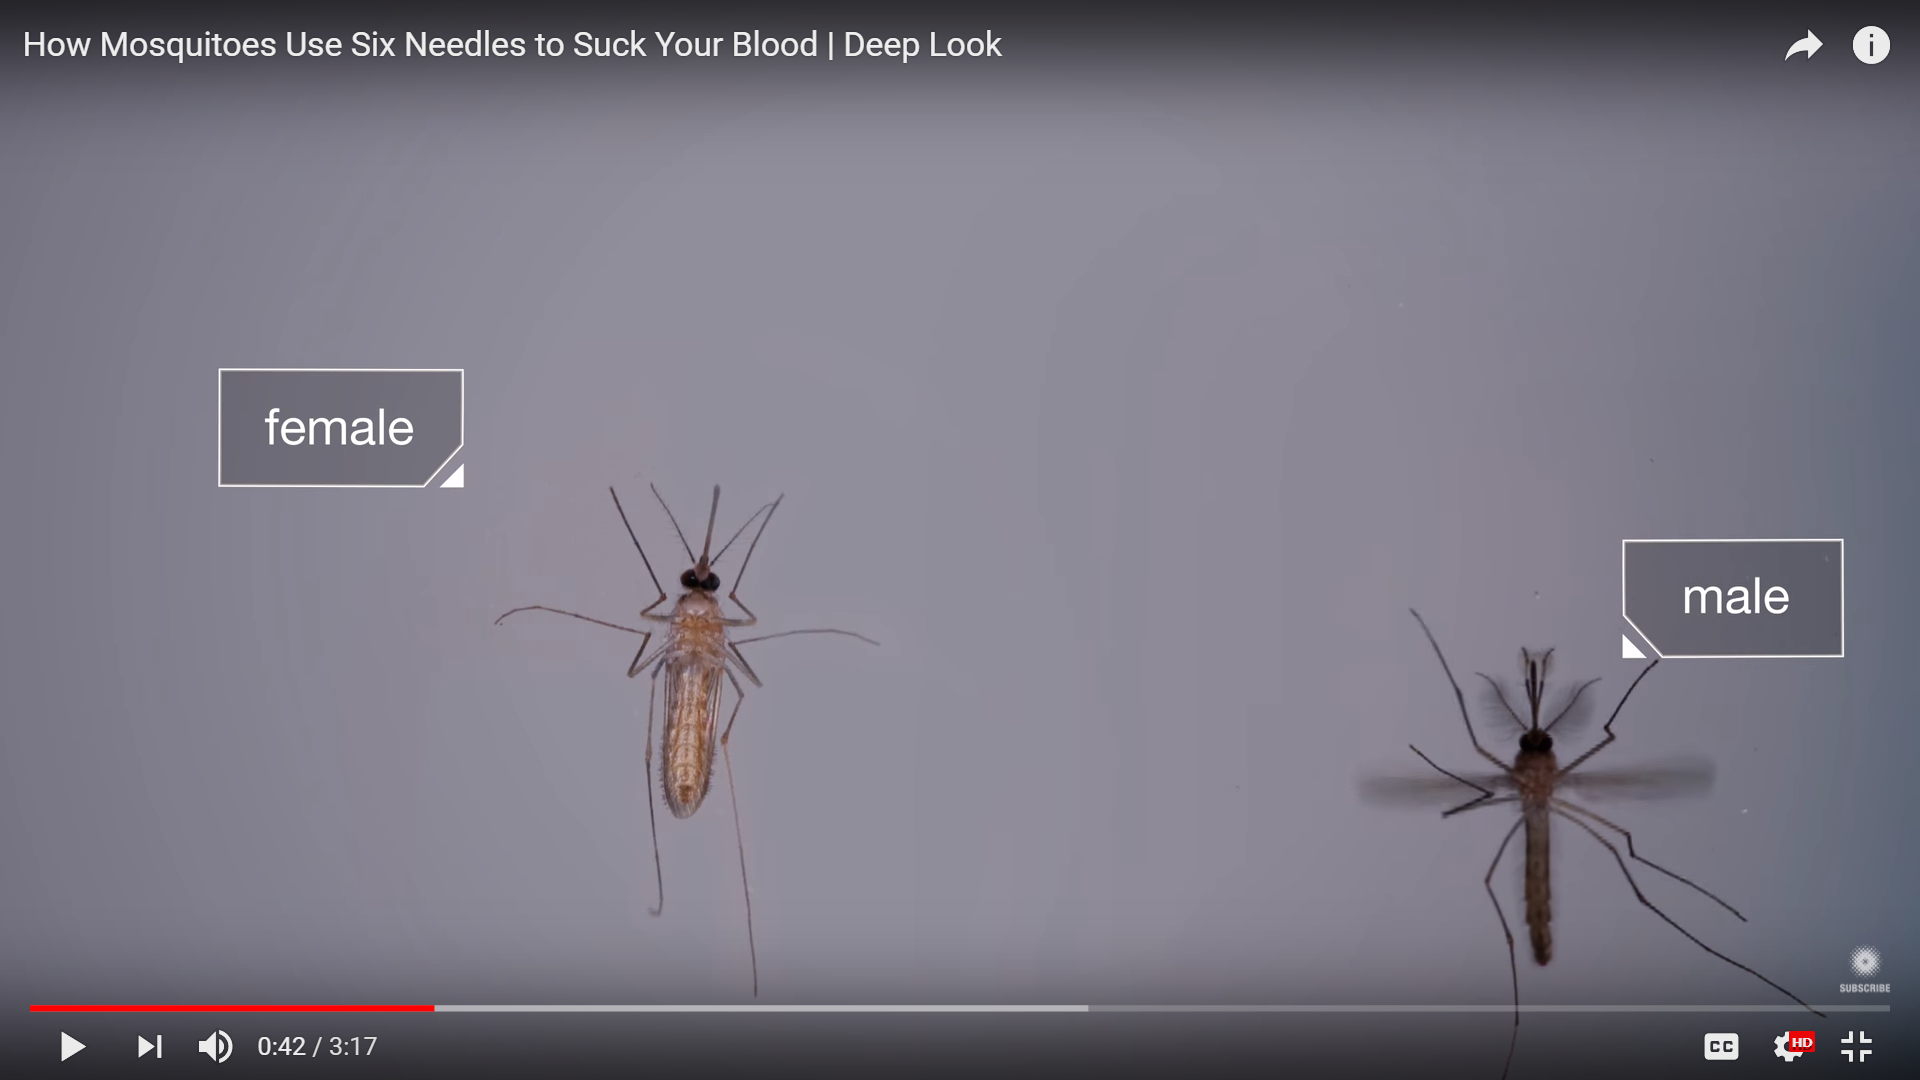 How Mosquitoes Use Six Needles to Suck Your Blood | Deep Look
female
male
SUBSCRIBE
0:42 / 3:17
CC
HD